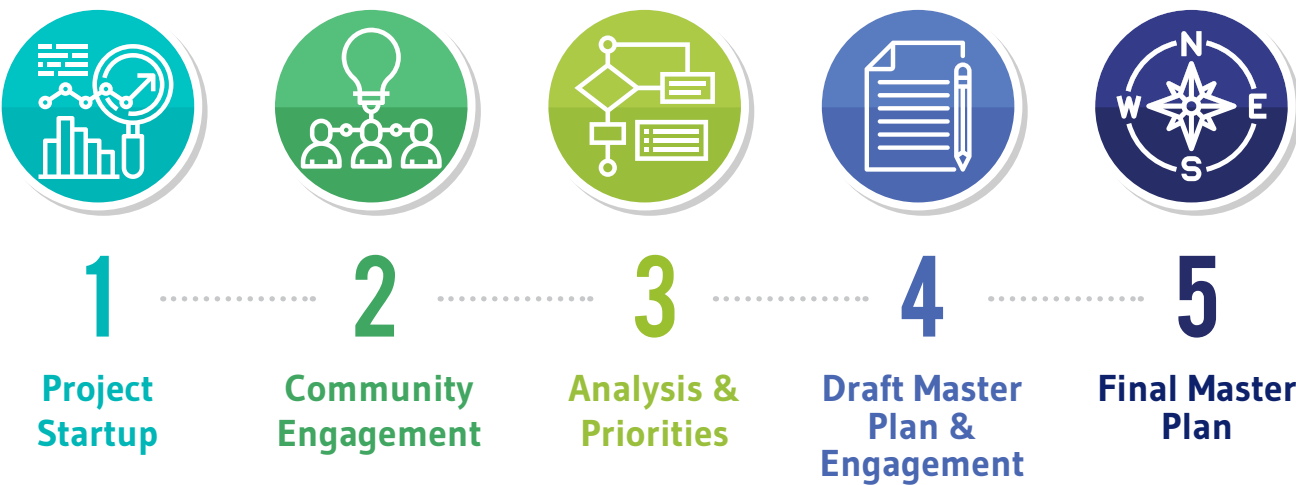 N
W
E
S
1
2
3
4
5
Project
Startup
Community
Engagement
Analysis &
Priorities
Draft Master
Plan &
Engagement
Final Master
Plan